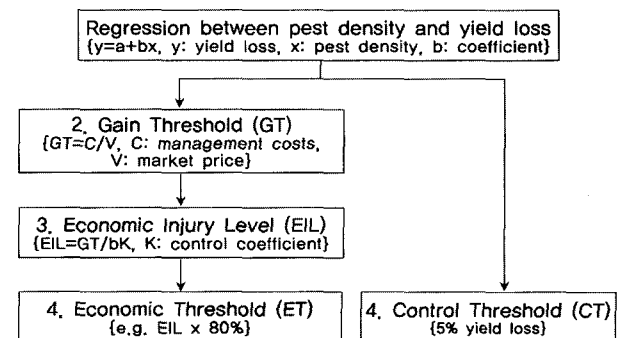 Regression between pest density and yield loss
{y=a+bx, y: yield loss, x: pest density, b: coefficient}
2. Gain Threshold (GT)
{GT=C/V, C: management costs,
V: market price}
3. Economic Injury Level (EIL)
{EIL=GT/bK, K: control coefficient}
4. Economic Threshold (ET)
{e.g. EIL x 80%}
4. Control Threshold (CT)
{5% yield loss}